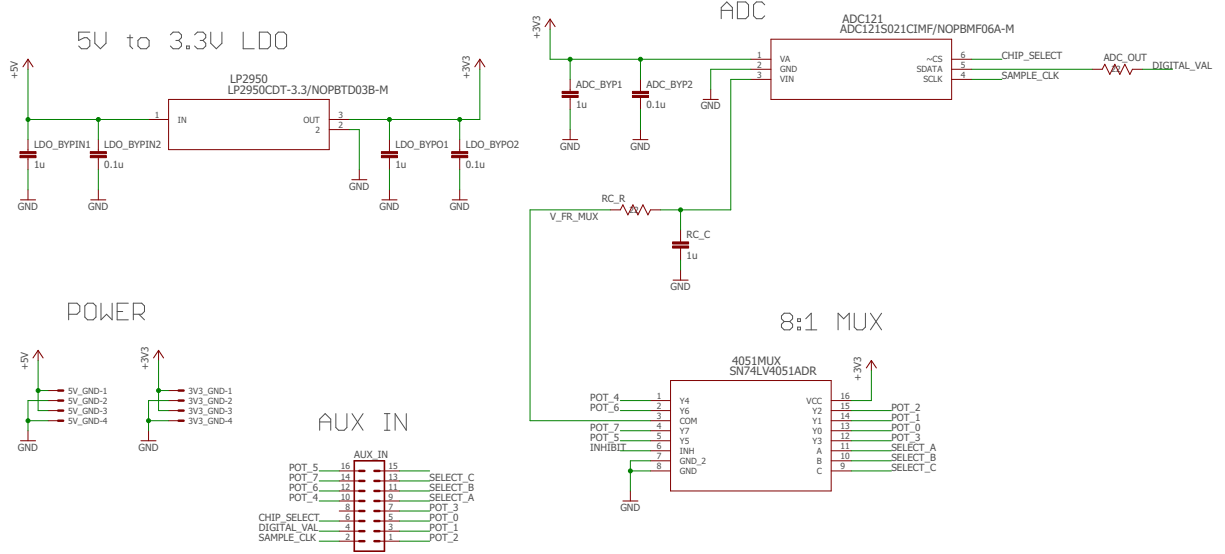 5V to 3.3V LDO
+5V
+3V3
LP2950
LP2950CDT-3.3/NOPBTD03B-M
1
IN
OUT
3
2
2
LDO_BYPIN1
1u
LDO_BYPIN2
0.1u
LDO_BYPO1
1u
LDO_BYPO2
0.1u
GND
GND
GND
GND
GND
ADC
+3V3
ADC_BYP1
1u
ADC_BYP2
0.1u
GND
GND
GND
ADC121
ADC121S021CIMF/NOPBMF06A-M
1
VA
2
GND
3
VIN
~CS
6
CHIP_SELECT
SDATA
5
SCLK
4
SAMPLE_CLK
ADC_OUT
DIGITAL_VAL
RC_R
V_FR_MUX
RC_C
1u
GND
POWER
+5V
5V_GND-1
5V_GND-2
5V_GND-3
5V_GND-4
GND
+3V3
3V3_GND-1
3V3_GND-2
3V3_GND-3
3V3_GND-4
GND
AUX IN
AUX_IN
POT_5 16 15
POT_7 14 13 SELECT_C
POT_6 12 11 SELECT_B
POT_4 10 9 SELECT_A
8 7 POT_3
CHIP_SELECT 6 5 POT_0
DIGITAL_VAL 4 3 POT_1
SAMPLE_CLK 2 1 POT_2
8:1 MUX
4051MUX
SN74LV4051ADR
+3V3
POT_4 1 Y4 VCC 16
POT_6 2 Y6 Y2 15 POT_2
3 COM Y1 14 POT_1
POT_7 4 Y7 Y0 13 POT_0
POT_5 5 Y5 Y3 12 POT_3
INHIBIT 6 INH A 11 SELECT_A
7 GND_2 B 10 SELECT_B
8 GND C 9 SELECT_C
GND